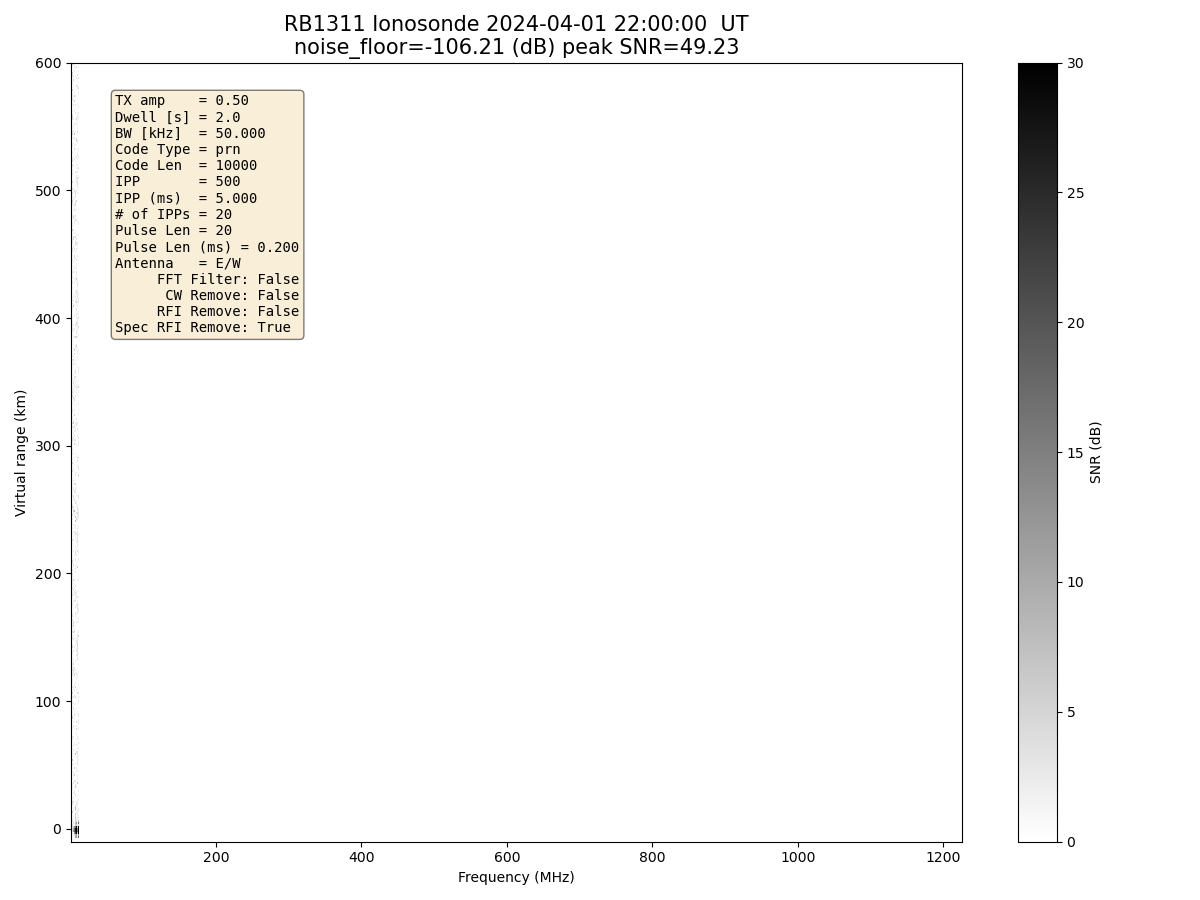 RB1311 Ionosonde 2024-04-01 22:00:00  UT
noise_floor=-106.21 (dB) peak SNR=49.23
TX amp    = 0.50
Dwell [s] = 2.0
BW [kHz]  = 50.000
Code Type = prn
Code Len  = 10000
IPP       = 500
IPP (ms)  = 5.000
# of IPPs = 20
Pulse Len = 20
Pulse Len (ms) = 0.200
Antenna   = E/W
FFT Filter: False
CW Remove: False
RFI Remove: False
Spec RFI Remove: True
600
500
400
300
200
100
0
Virtual range (km)
200
400
600
800
1000
1200
Frequency (MHz)
30
25
20
15
10
5
0
SNR (dB)